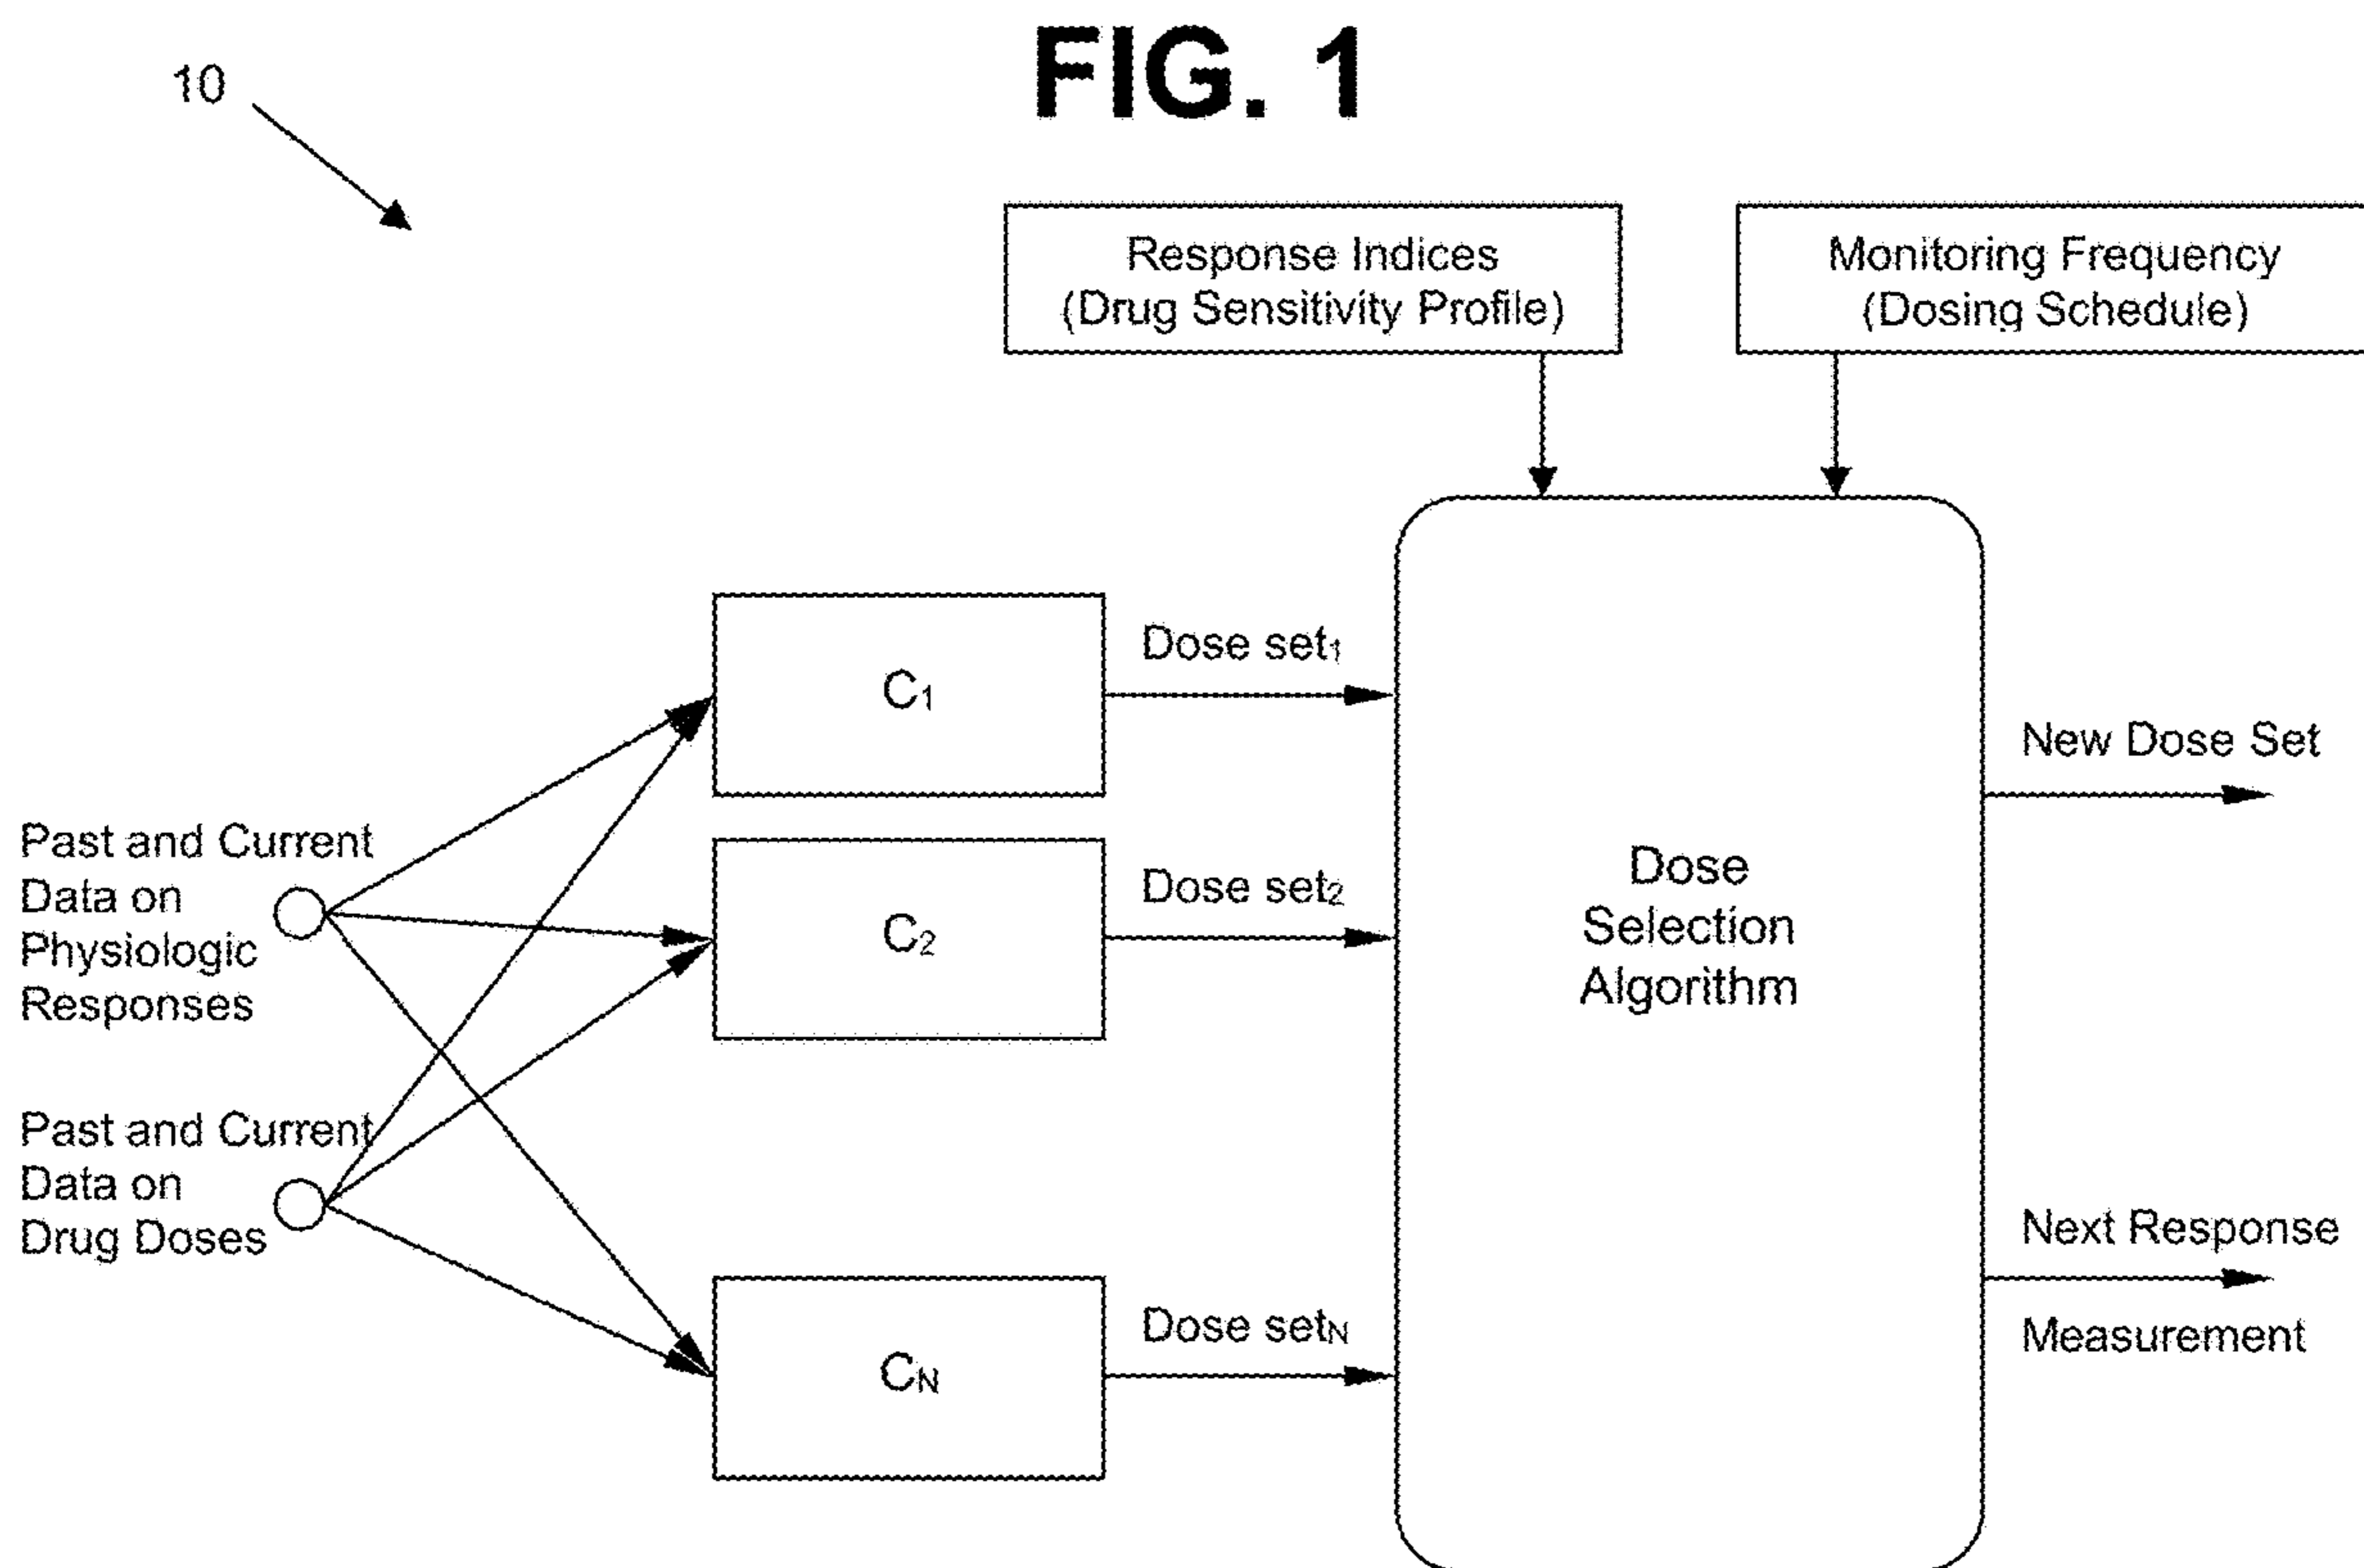 FIG. 1
10
Response Indices
(Drug Sensitivity Profile)
Monitoring Frequency
(Dosing Schedule)
Past and Current
Data on
Physiologic
Responses
Past and Current
Data on
Drug Doses
C₁
C₂
C_N
Dose set₁
Dose set₂
Dose set_N
Dose
Selection
Algorithm
New Dose Set
Next Response
Measurement